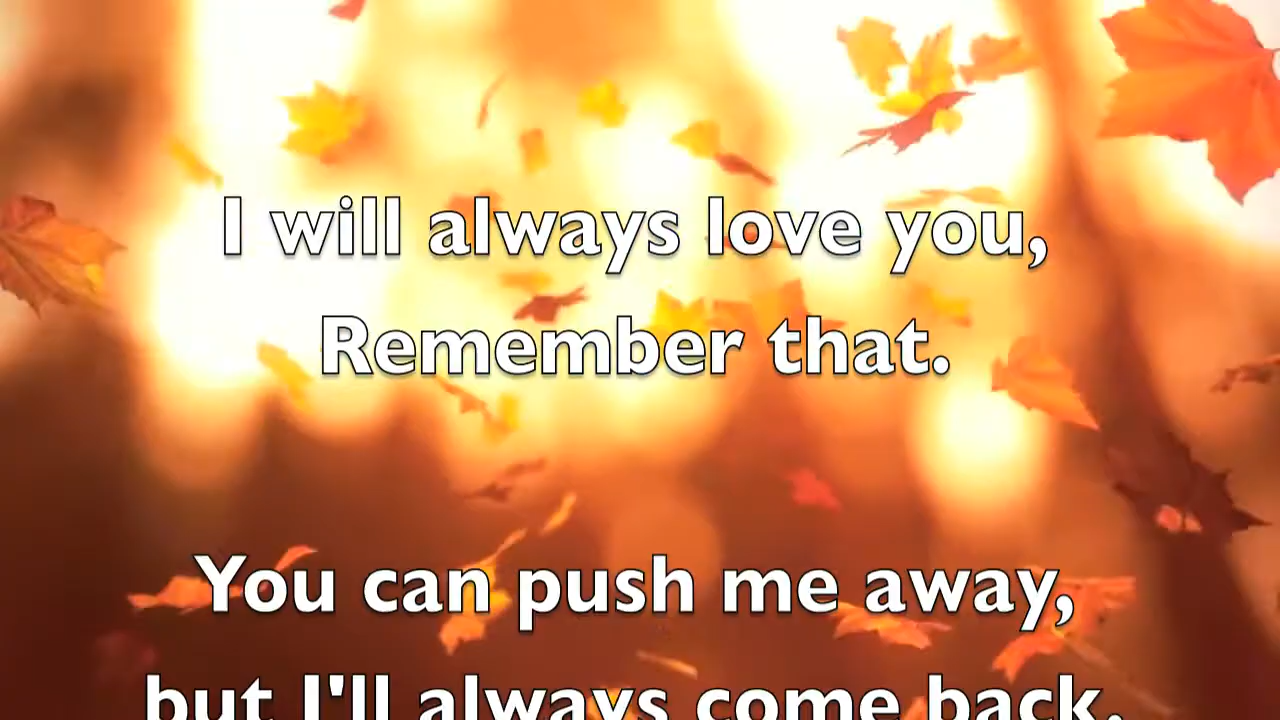 I will always love you,
Remember that.
You can push me away,
but I'll always come back.